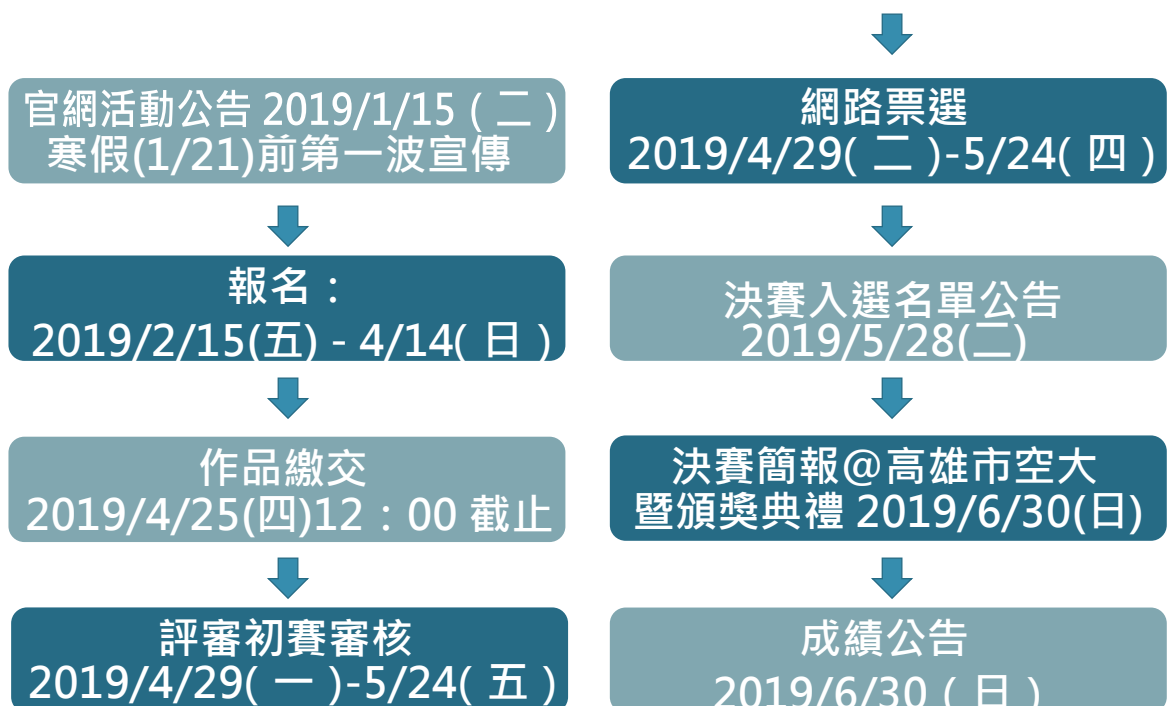 官網活動公告 2019/1/15 ( 二 )
寒假(1/21)前第一波宣傳
報名：
2019/2/15(五) - 4/14( 日 )
作品繳交
2019/4/25(四)12：00 截止
評審初賽審核
2019/4/29( 一 )-5/24( 五 )
網路票選
2019/4/29( 二 )-5/24( 四 )
決賽入選名單公告
2019/5/28(二)
決賽簡報@高雄市空大
暨頒獎典禮 2019/6/30(日)
成績公告
2019/6/30 ( 日 )